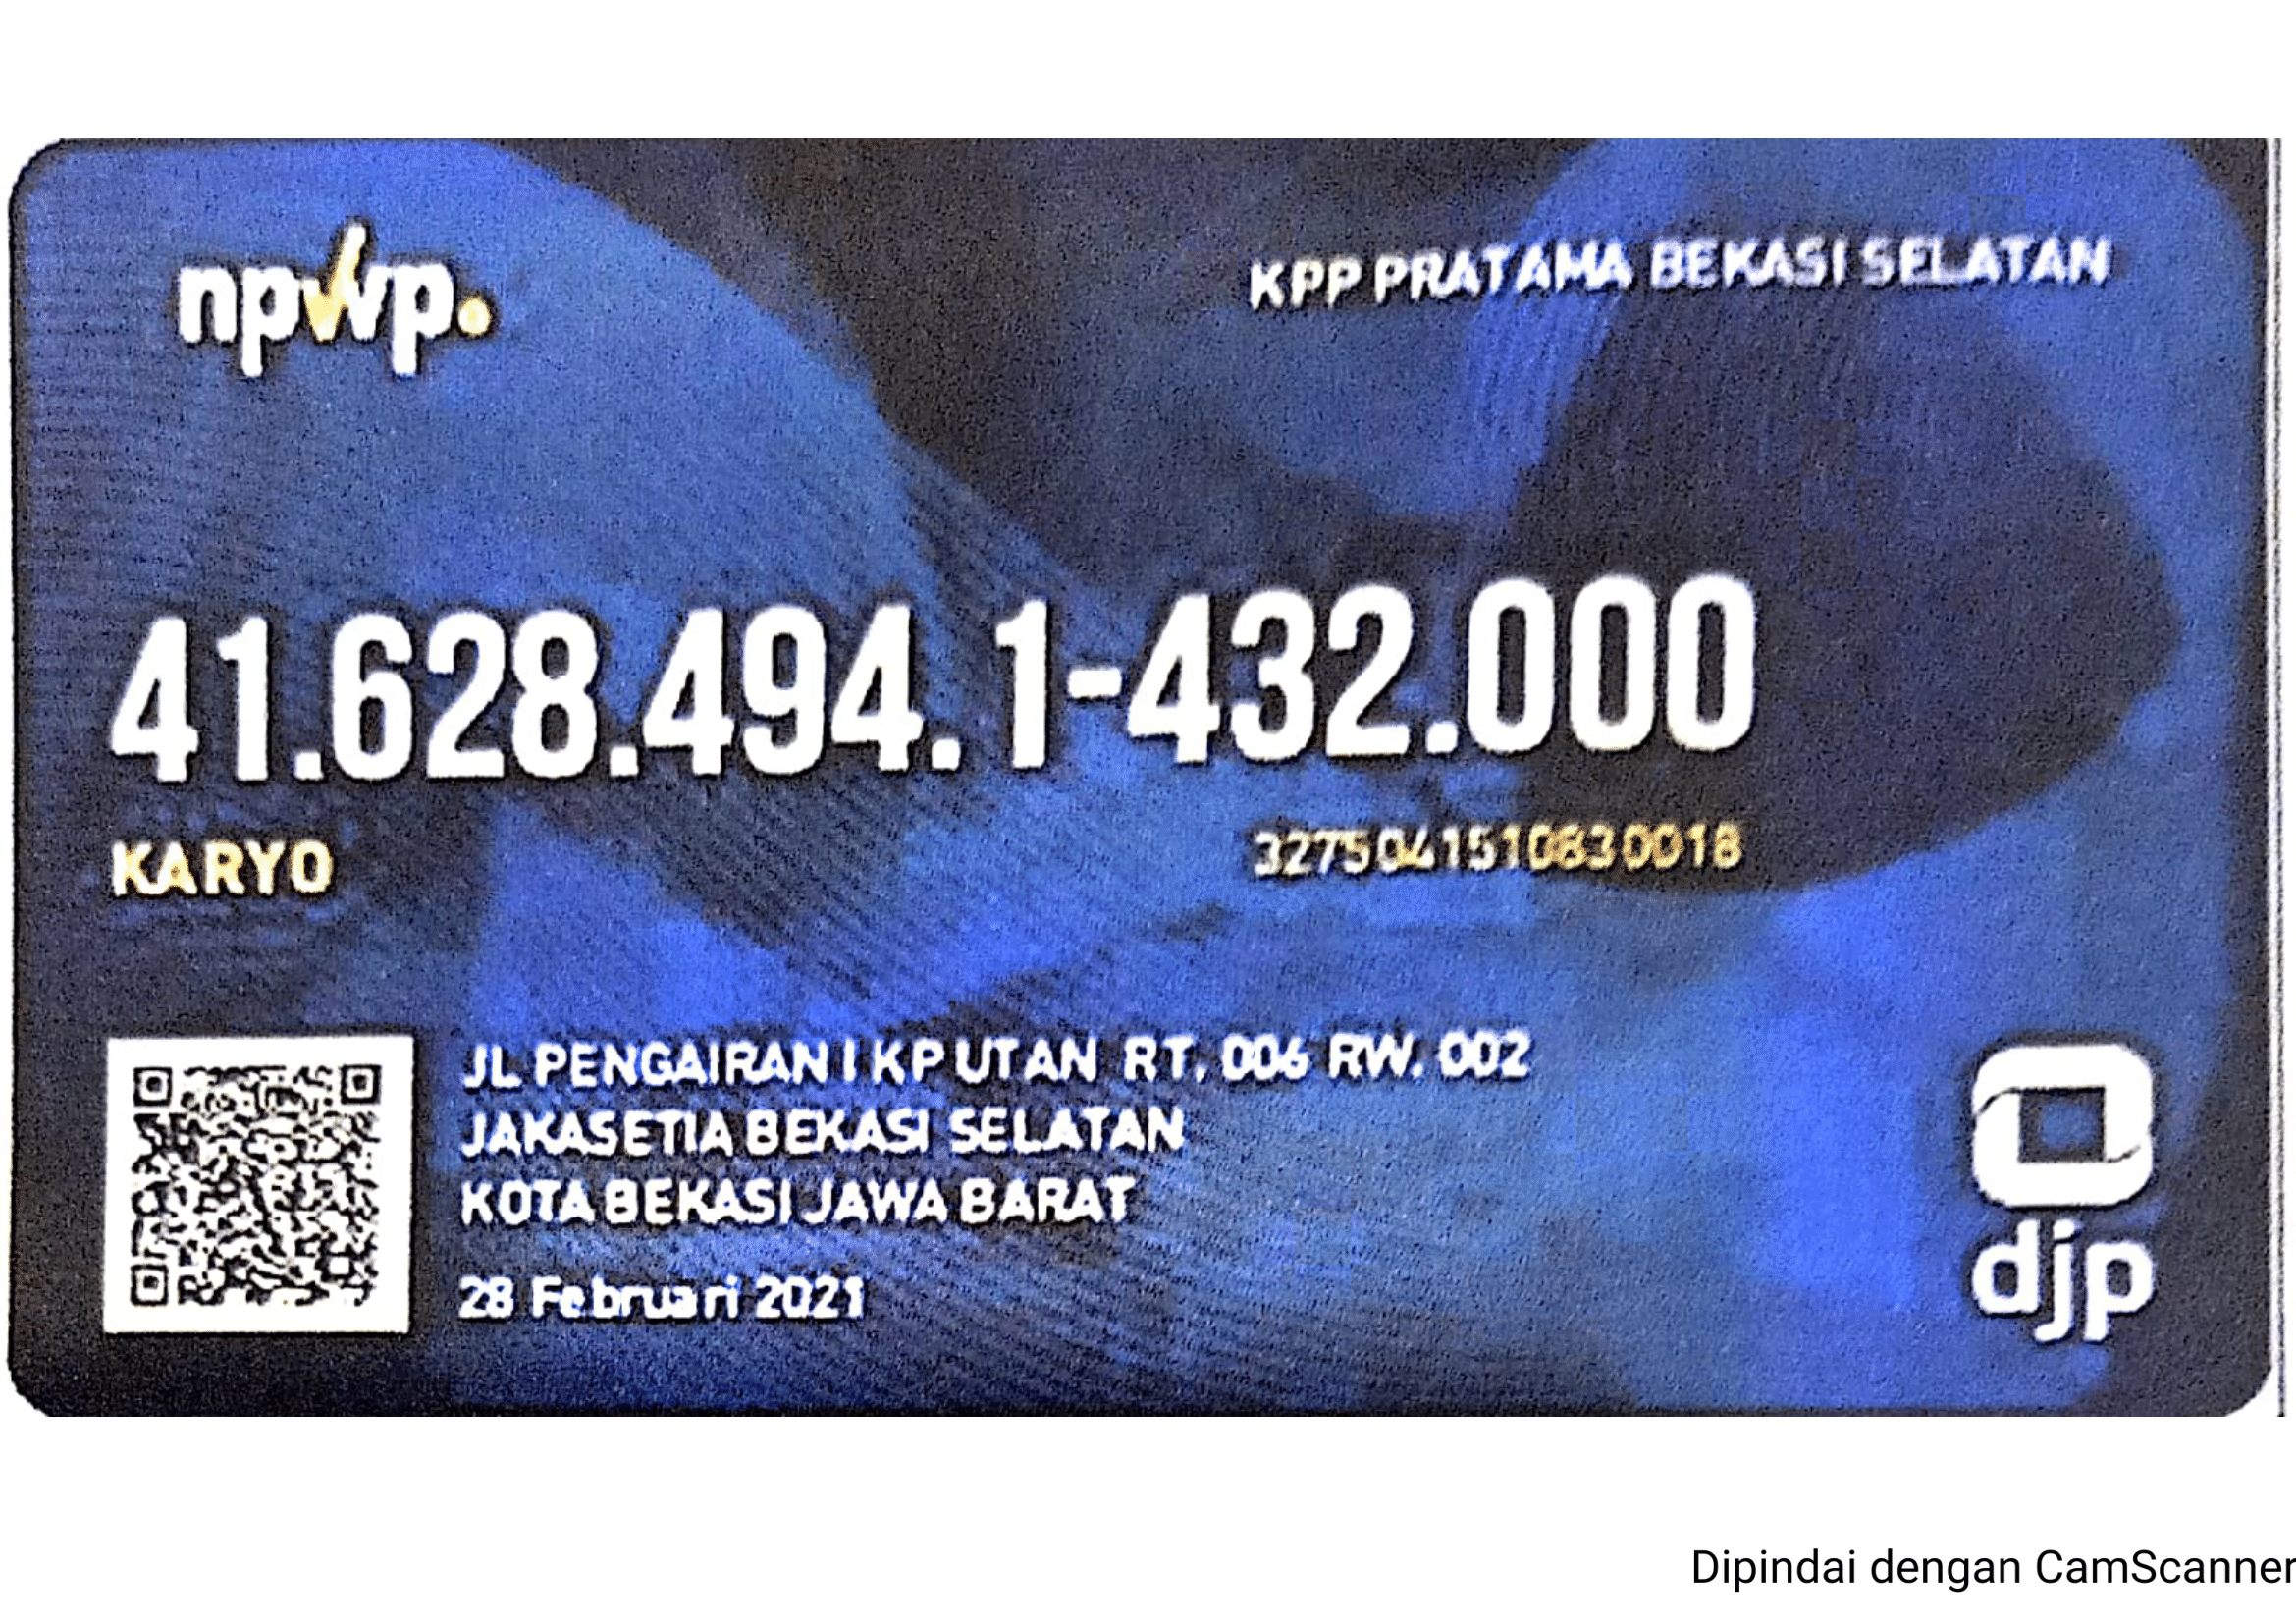 npwp.
KPP PRATAMA BEKASI SELATAN
41.628.494.1-432.000
KARYO
3275041510830018
JL PENGAIRAN I KP UTAN RT. 006 RW. 002
JAKASETIA BEKASI SELATAN
KOTA BEKASI JAWA BARAT
28 Februari 2021
djp
Dipindai dengan CamScanner